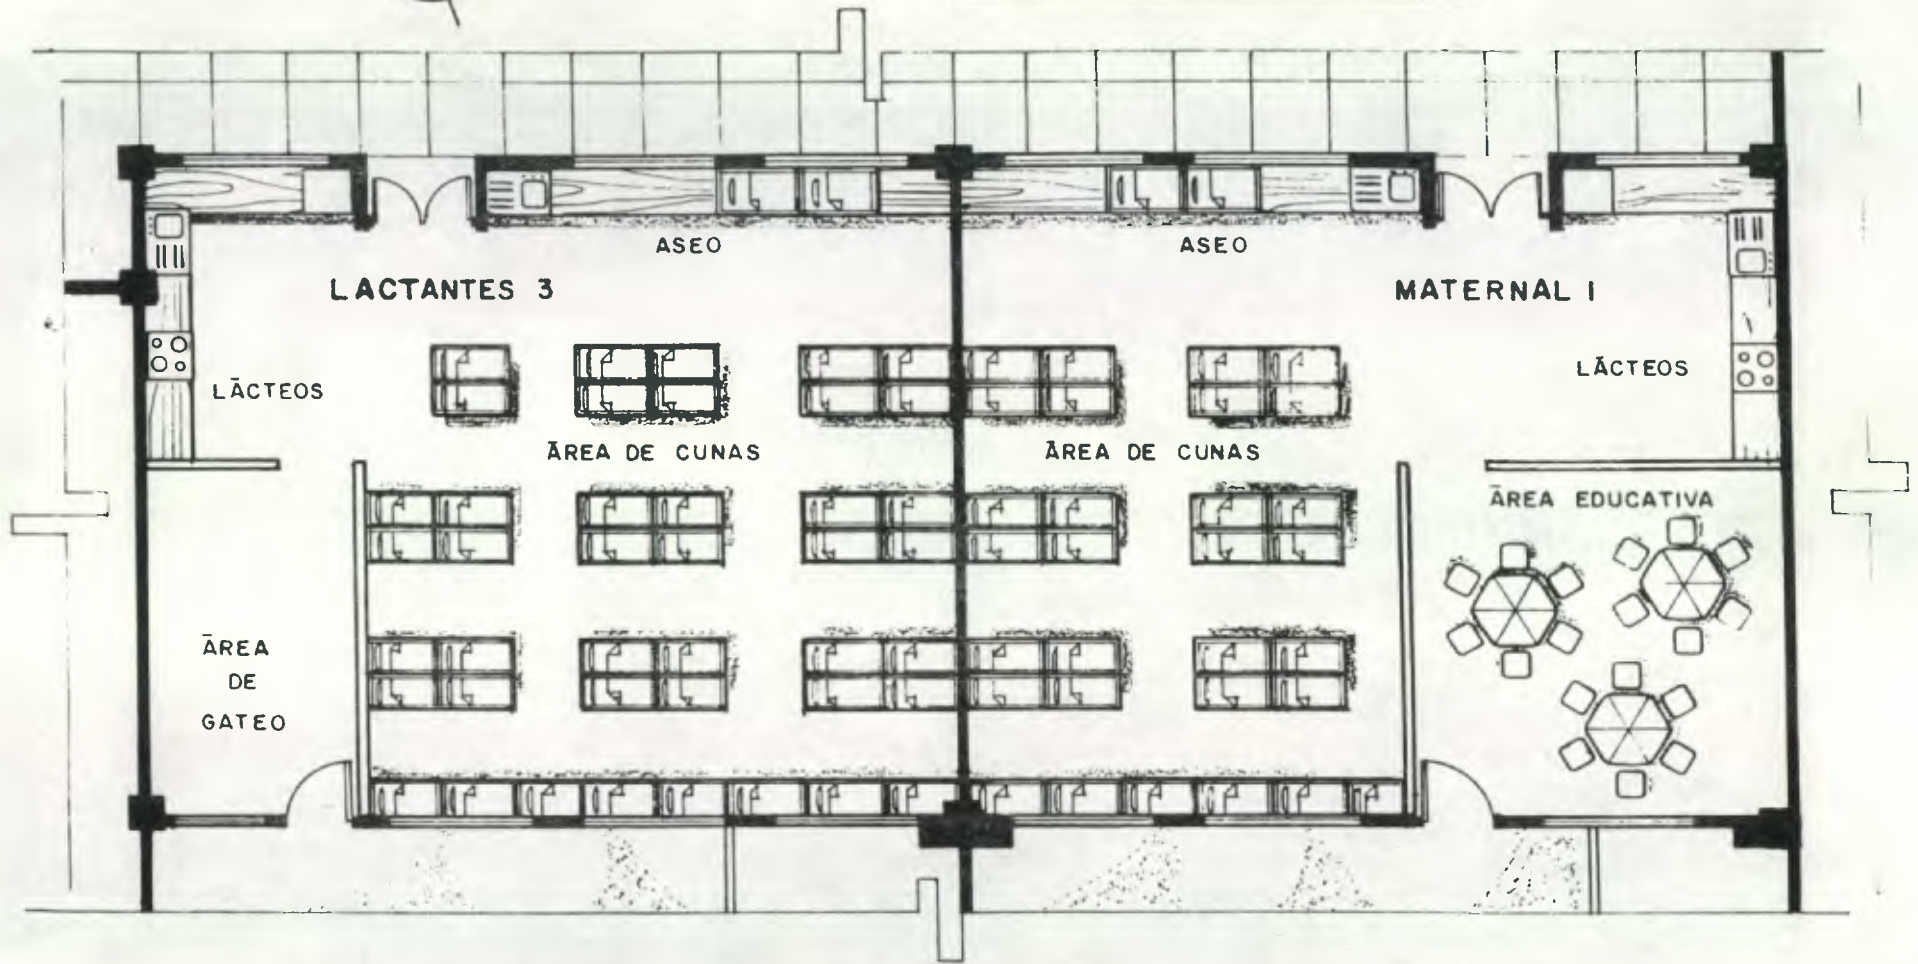 ASEO
ASEO
LACTANTES 3
MATERNAL I
LÁCTEOS
LÁCTEOS
ÁREA DE CUNAS
ÁREA DE CUNAS
ÁREA EDUCATIVA
ÁREA
DE
GATEO